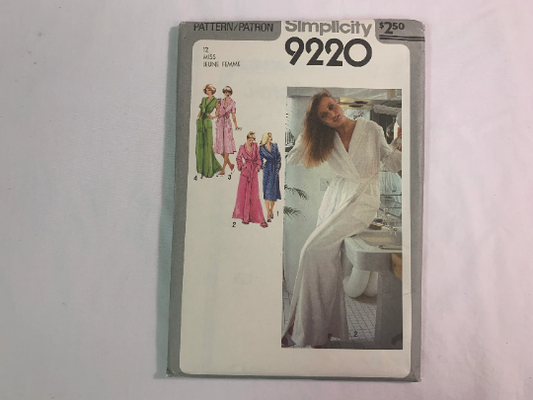 PATTERN/PATRON
Simplicity
$2.50
9220
12
MISS
JEUNE FEMME
4
3
2
1
2